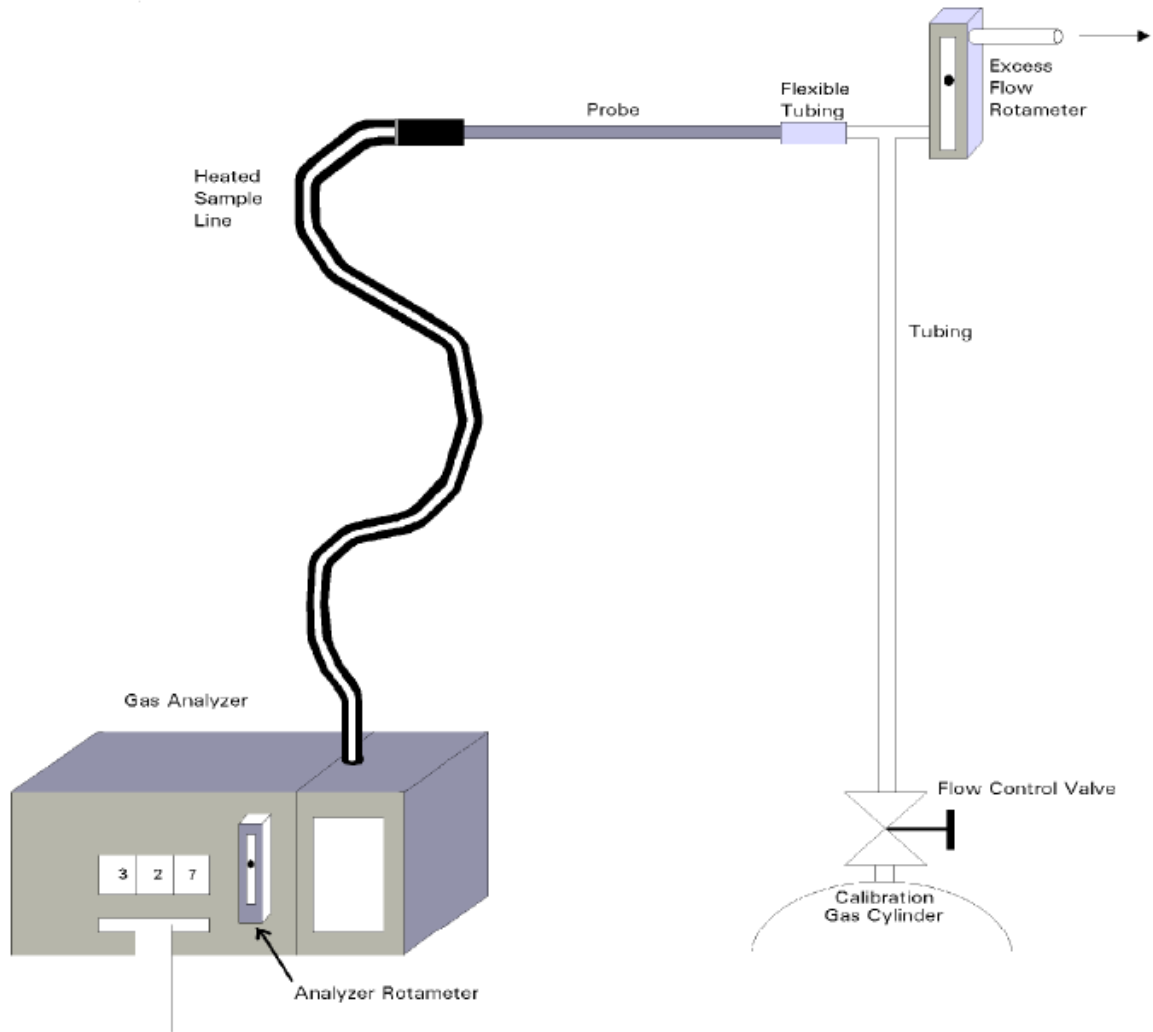 Excess
Flow
Rotameter
Flexible
Tubing
Probe
Heated
Sample
Line
Tubing
Gas Analyzer
Flow Control Valve
3 2 7
Calibration
Gas Cylinder
Analyzer Rotameter